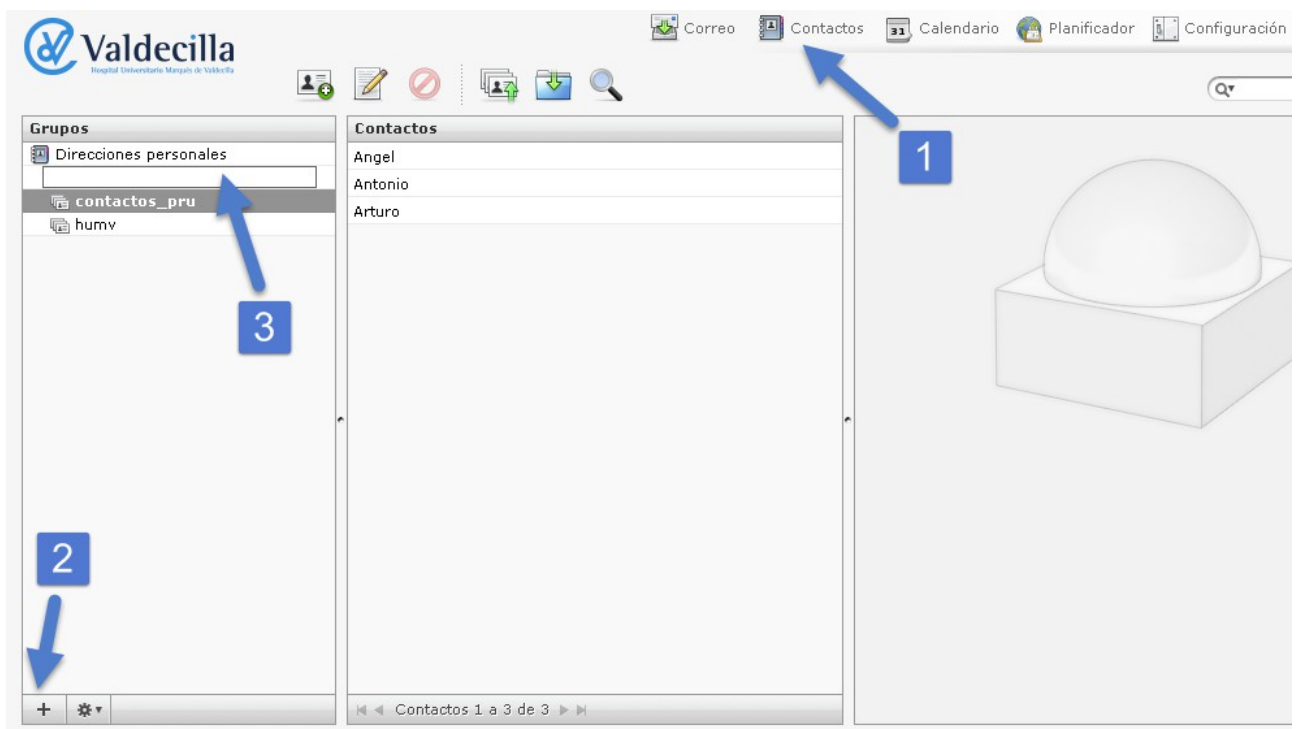 Valdecilla
Hospital Universitario Marqués de Valdecilla
Correo Contactos 31 Calendario Planificador Configuración
1
Grupos
Direcciones personales
contactos_pru
humv
3
2
Contactos
Angel
Antonio
Arturo
Contactos 1 a 3 de 3